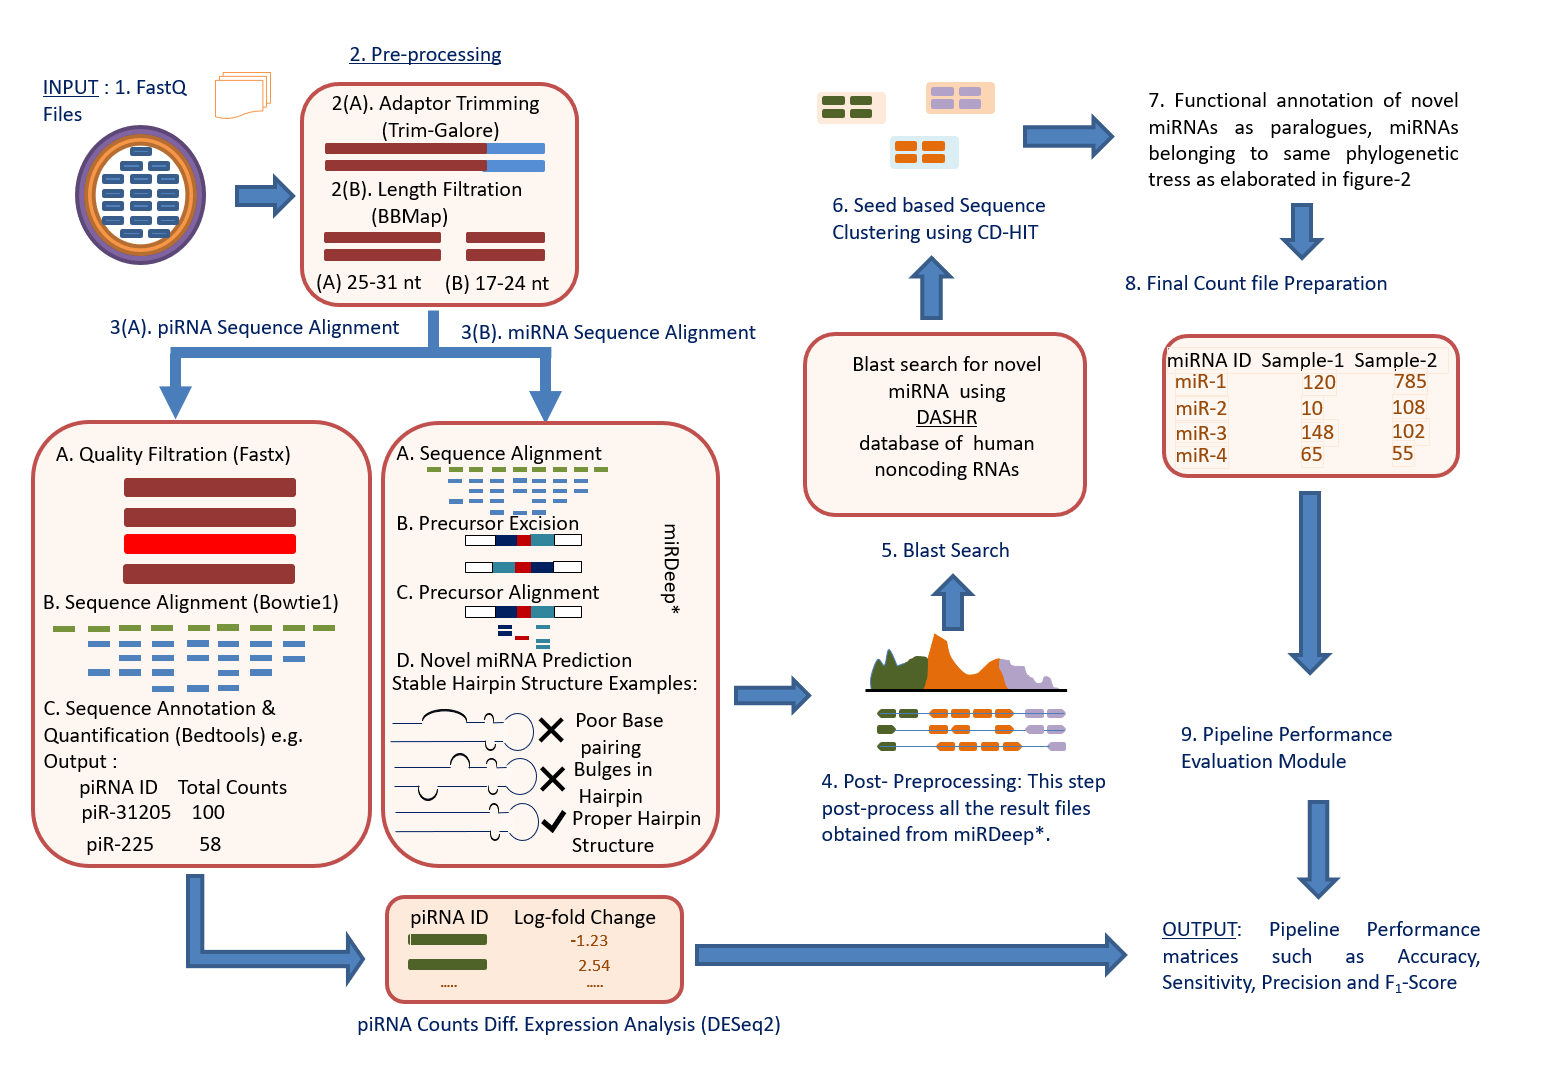 INPUT : 1. FastQ
Files
2. Pre-processing
2(A). Adaptor Trimming
(Trim-Galore)
2(B). Length Filtration
(BBMap)
(A) 25-31 nt (B) 17-24 nt
3(A). piRNA Sequence Alignment
3(B). miRNA Sequence Alignment
A. Quality Filtration (Fastx)
B. Sequence Alignment (Bowtie1)
C. Sequence Annotation &
Quantification (Bedtools) e.g.
Output :
piRNA ID Total Counts
piR-31205 100
piR-225 58
A. Sequence Alignment
B. Precursor Excision
C. Precursor Alignment
D. Novel miRNA Prediction
Stable Hairpin Structure Examples:
Poor Base
pairing
Bulges in
Hairpin
Proper Hairpin
Structure
miRDeep*
piRNA ID Log-fold Change
-1.23
2.54
..... .....
piRNA Counts Diff. Expression Analysis (DESeq2)
4. Post- Preprocessing: This step
post-process all the result files
obtained from miRDeep*.
5. Blast Search
Blast search for novel
miRNA using
DASHR
database of human
noncoding RNAs
6. Seed based Sequence
Clustering using CD-HIT
7. Functional annotation of novel
miRNAs as paralogues, miRNAs
belonging to same phylogenetic
tress as elaborated in figure-2
8. Final Count file Preparation
miRNA ID Sample-1 Sample-2
miR-1 120 785
miR-2 10 108
miR-3 148 102
miR-4 65 55
9. Pipeline Performance
Evaluation Module
OUTPUT: Pipeline Performance
matrices such as Accuracy,
Sensitivity, Precision and F1-Score